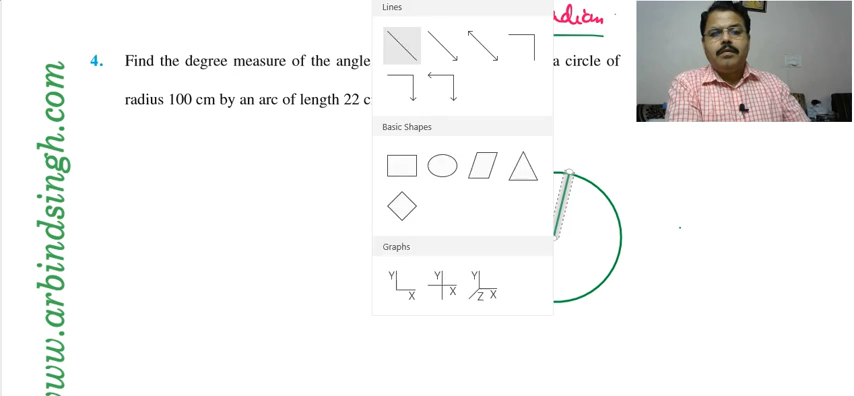 Lines
4. Find the degree measure of the angle
a circle of
radius 100 cm by an arc of length 22 c
Basic Shapes
Graphs
Y
X
Y
X
Y
Z X
www.arbindsingh.com